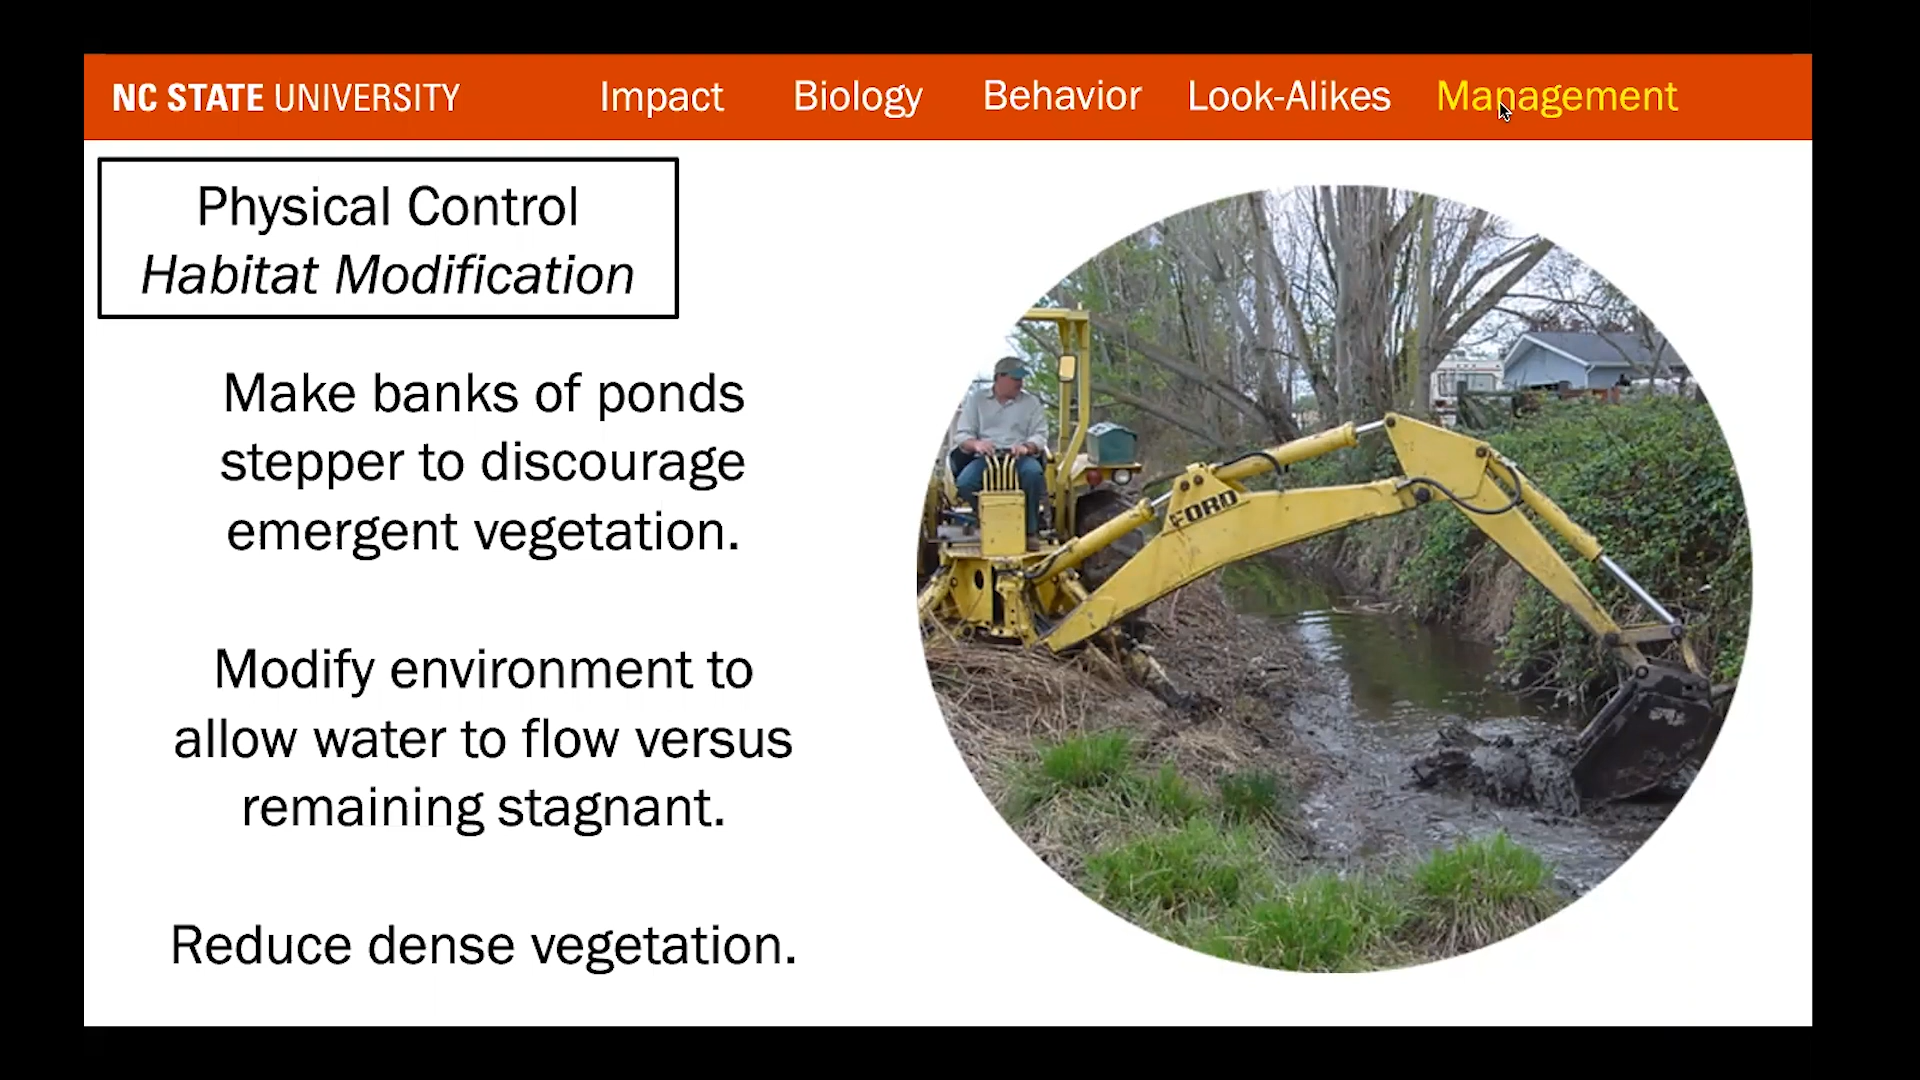 NC STATE UNIVERSITY Impact Biology Behavior Look-Alikes Management
Physical Control
Habitat Modification
Make banks of ponds
stepper to discourage
emergent vegetation.
Modify environment to
allow water to flow versus
remaining stagnant.
Reduce dense vegetation.
FORD